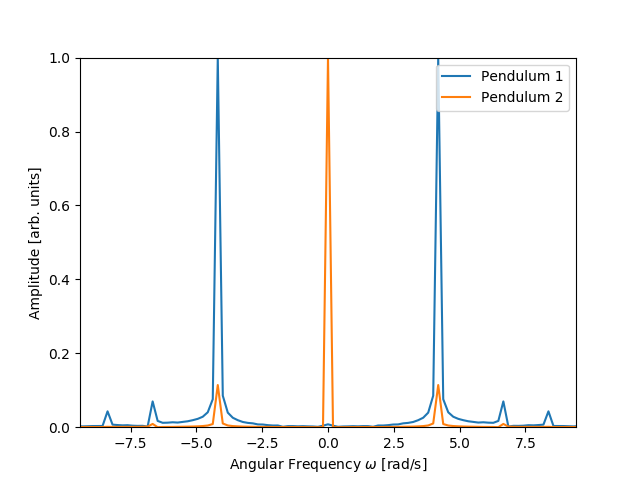 1.0
0.8
0.6
0.4
0.2
0.0
Amplitude [arb. units]
Pendulum 1
Pendulum 2
−7.5 −5.0 −2.5 0.0 2.5 5.0 7.5
Angular Frequency ω [rad/s]